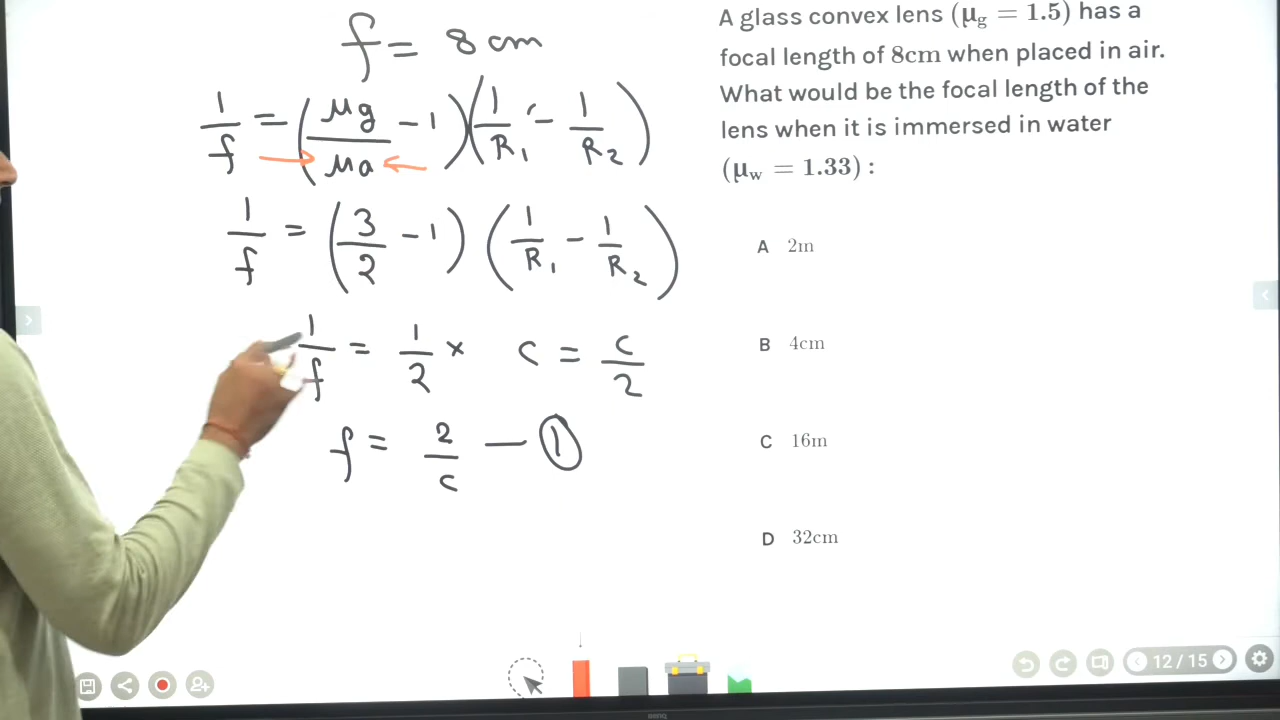 f = 8 cm
1/f = (μg/μa - 1)(1/R₁ - 1/R₂)
1/f = (3/2 - 1)(1/R₁ - 1/R₂)
1/f = 1/2 × c = c/2
f = 2/c — ①
A glass convex lens (μg = 1.5) has a
focal length of 8cm when placed in air.
What would be the focal length of the
lens when it is immersed in water
(μw = 1.33) :
A 2m
B 4cm
C 16m
D 32cm
12 / 15
BenQ